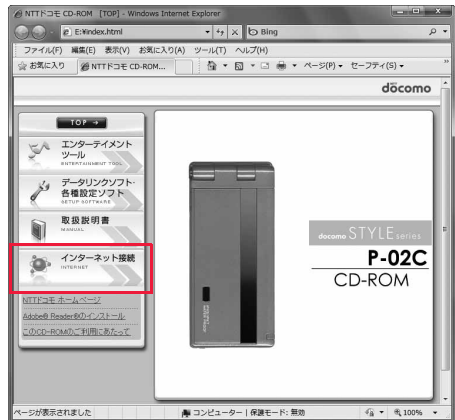 NTTドコモ CD-ROM [TOP] - Windows Internet Explorer
E:¥index.html
Bing
ファイル(F) 編集(E) 表示(V) お気に入り(A) ツール(T) ヘルプ(H)
お気に入り NTTドコモ CD-ROM... ページ(P) セーフティ(S)
döcomo
TOP →
エンターテイメント
ツール
ENTERTAINMENT TOOL
データリンクソフト・
各種設定ソフト
SETUP SOFTWARE
取扱説明書
MANUAL
インターネット接続
INTERNET
NTTドコモ ホームページ
Adobe® Reader®のインストール
このCD-ROMのご利用にあたって
docomo STYLE series
P-02C
CD-ROM
ページが表示されました コンピューター | 保護モード: 無効 100%